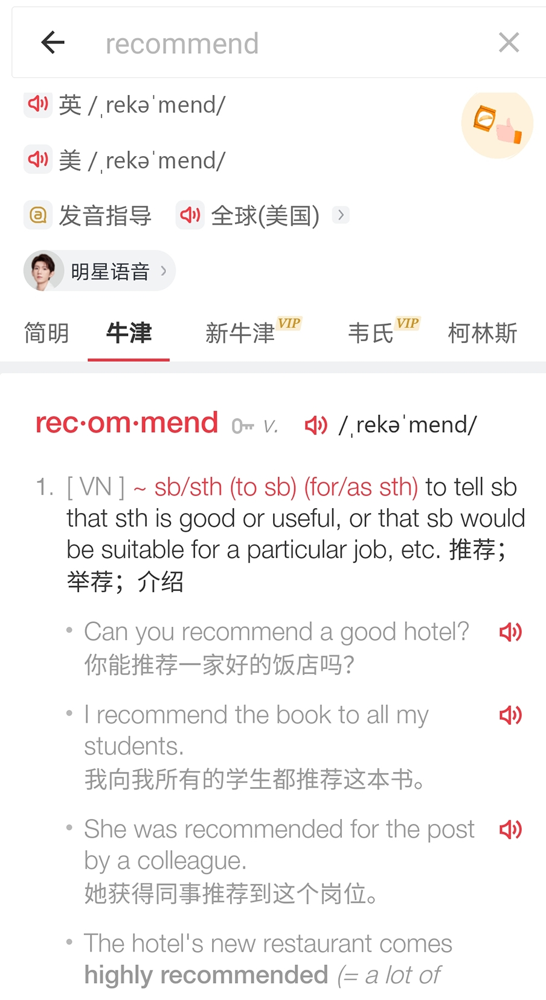 recommend
英 /ˌrekəˈmend/
美 /ˌrekəˈmend/
发音指导 全球(美国)
明星语音
简明 牛津 新牛津 VIP 韦氏 VIP 柯林斯
rec·om·mend v. /ˌrekəˈmend/
1. [ VN ] ~ sb/sth (to sb) (for/as sth) to tell sb
that sth is good or useful, or that sb would
be suitable for a particular job, etc. 推荐；
举荐；介绍
• Can you recommend a good hotel?
你能推荐一家好的饭店吗？
• I recommend the book to all my
students.
我向我所有的学生都推荐这本书。
• She was recommended for the post
by a colleague.
她获得同事推荐到这个岗位。
• The hotel's new restaurant comes
highly recommended (= a lot of